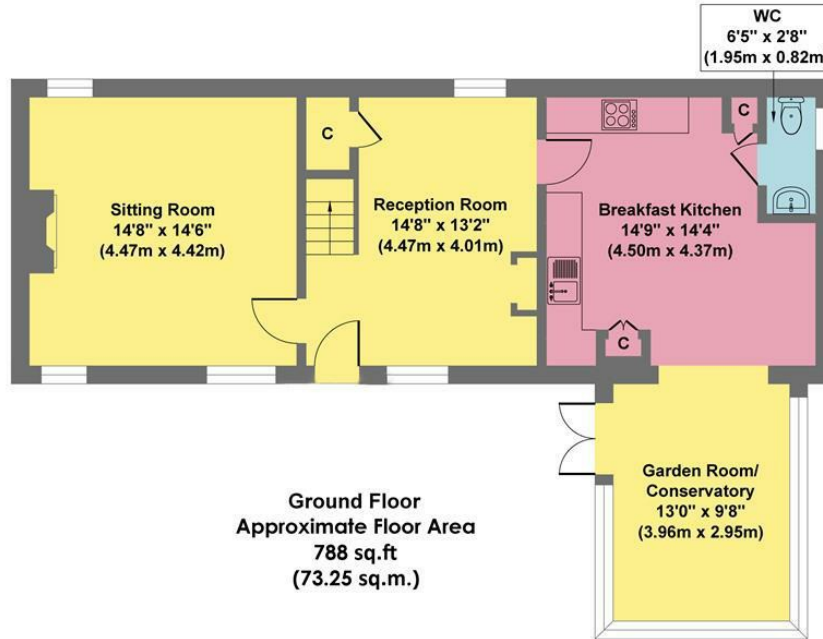 WC
6'5" x 2'8"
(1.95m x 0.82m
C
C
Sitting Room
14'8" x 14'6"
(4.47m x 4.42m)
Reception Room
14'8" x 13'2"
(4.47m x 4.01m)
Breakfast Kitchen
14'9" x 14'4"
(4.50m x 4.37m)
C
Garden Room/
Conservatory
13'0" x 9'8"
(3.96m x 2.95m)
Ground Floor
Approximate Floor Area
788 sq.ft
(73.25 sq.m.)